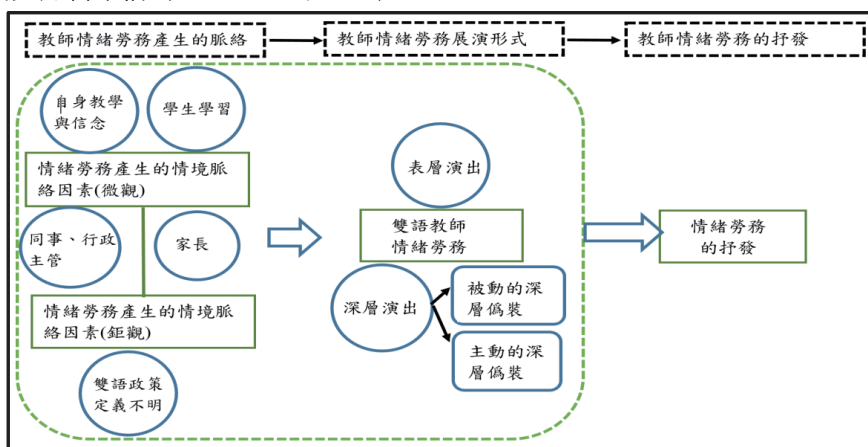 教師情緒勞務產生的脈絡
教師情緒勞務展演形式
教師情緒勞務的抒發
自身教學
與信念
學生學習
情緒勞務產生的情境脈
絡因素(微觀)
同事、行政
主管
家長
情緒勞務產生的情境脈
絡因素(鉅觀)
雙語政策
定義不明
表層演出
雙語教師
情緒勞務
深層演出
被動的深
層偽裝
主動的深
層偽裝
情緒勞務
的抒發